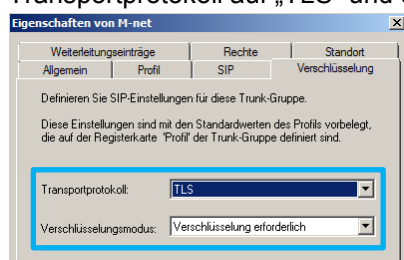 Transportprotokoll auf „TLS" und
Eigenschaften von M-net
Weiterleitungseinträge Rechte Standort
Allgemein Profil SIP Verschlüsselung
Definieren Sie SIP-Einstellungen für diese Trunk-Gruppe.
Diese Einstellungen sind mit den Standardwerten des Profils vorbelegt,
die auf der Registerkarte 'Profil' der Trunk-Gruppe definiert sind.
Transportprotokoll: TLS
Verschlüsselungsmodus: Verschlüsselung erforderlich